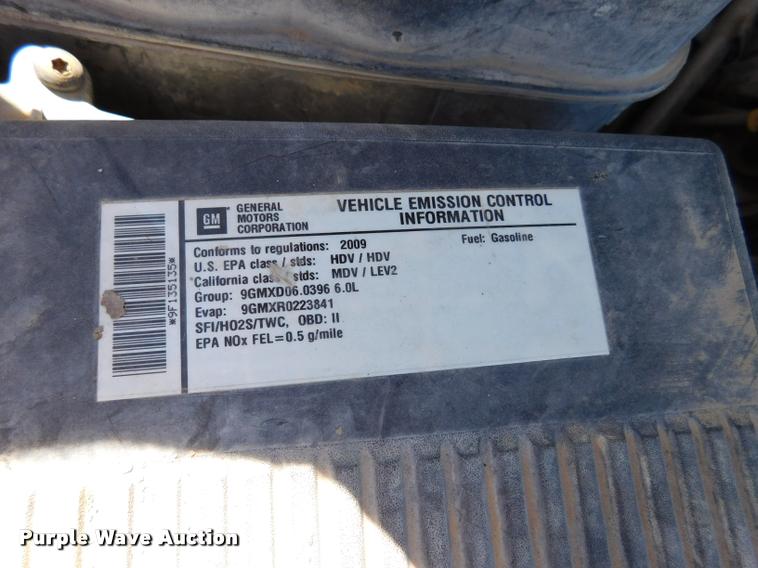 *9F135135*
GM GENERAL MOTORS CORPORATION
VEHICLE EMISSION CONTROL
INFORMATION
Conforms to regulations: 2009 Fuel: Gasoline
U.S. EPA class / stds: HDV / HDV
California class / stds: MDV / LEV2
Group: 9GMXD06.0396 6.0L
Evap: 9GMXR0223841
SFI/HO2S/TWC, OBD: II
EPA NOx FEL=0.5 g/mile
Purple Wave Auction